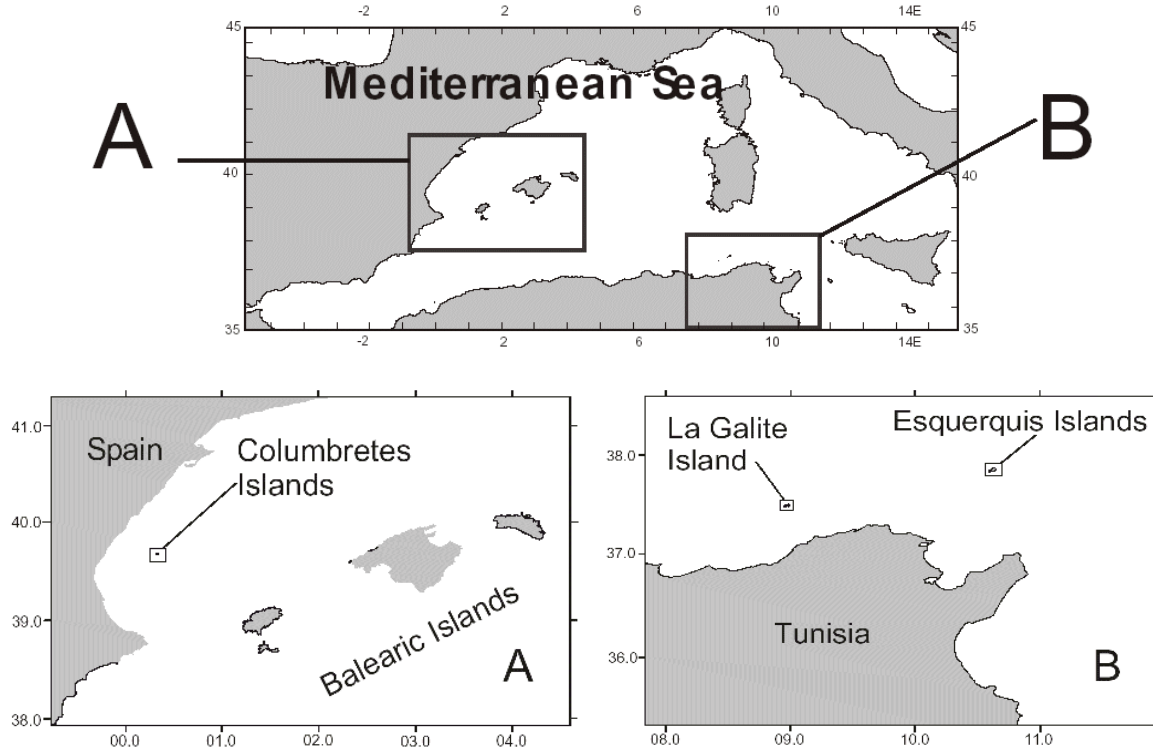 -2 2 6 10 14E
45 45
Mediterranean Sea
A B
40 40
35 35
-2 2 6 10 14E
41.0
Spain
Columbretes
Islands
40.0
39.0
Balearic Islands
A
38.0
00.0 01.0 02.0 03.0 04.0
La Galite
Island
Esquerquis Islands
38.0
37.0
Tunisia
36.0
B
08.0 09.0 10.0 11.0